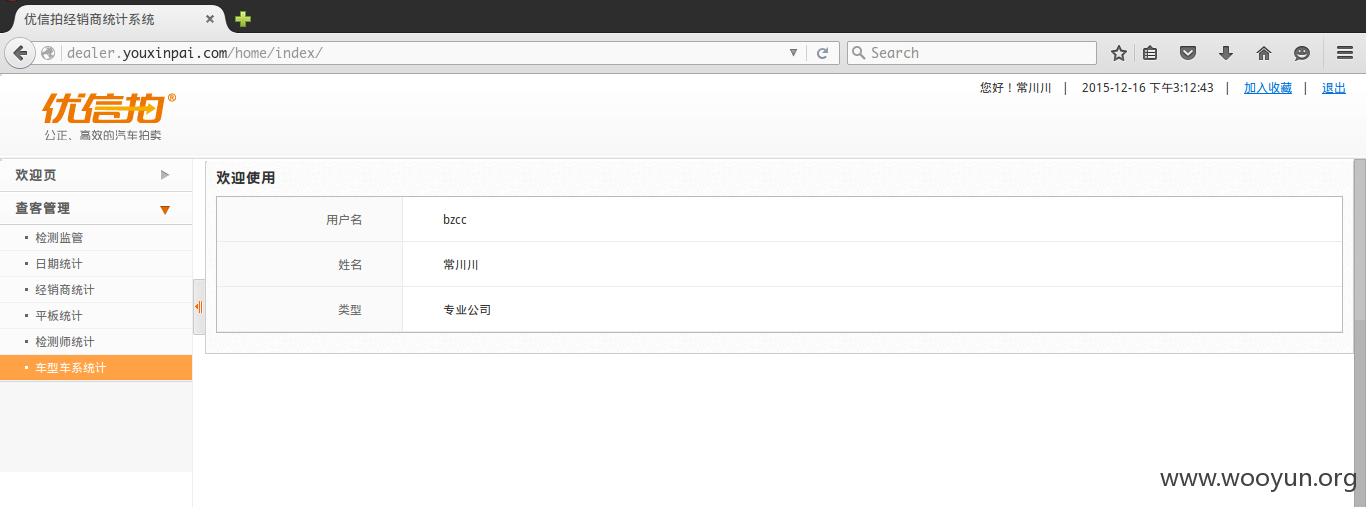 优信拍经销商统计系统
dealer.youxinpai.com/home/index/
Search
您好！常川川 | 2015-12-16 下午3:12:43 | 加入收藏 | 退出
优信拍®
公正、高效的汽车拍卖
欢迎页
查客管理
检测监管
日期统计
经销商统计
平板统计
检测师统计
车型车系统计
欢迎使用
用户名 bzcc
姓名 常川川
类型 专业公司
www.wooyun.org